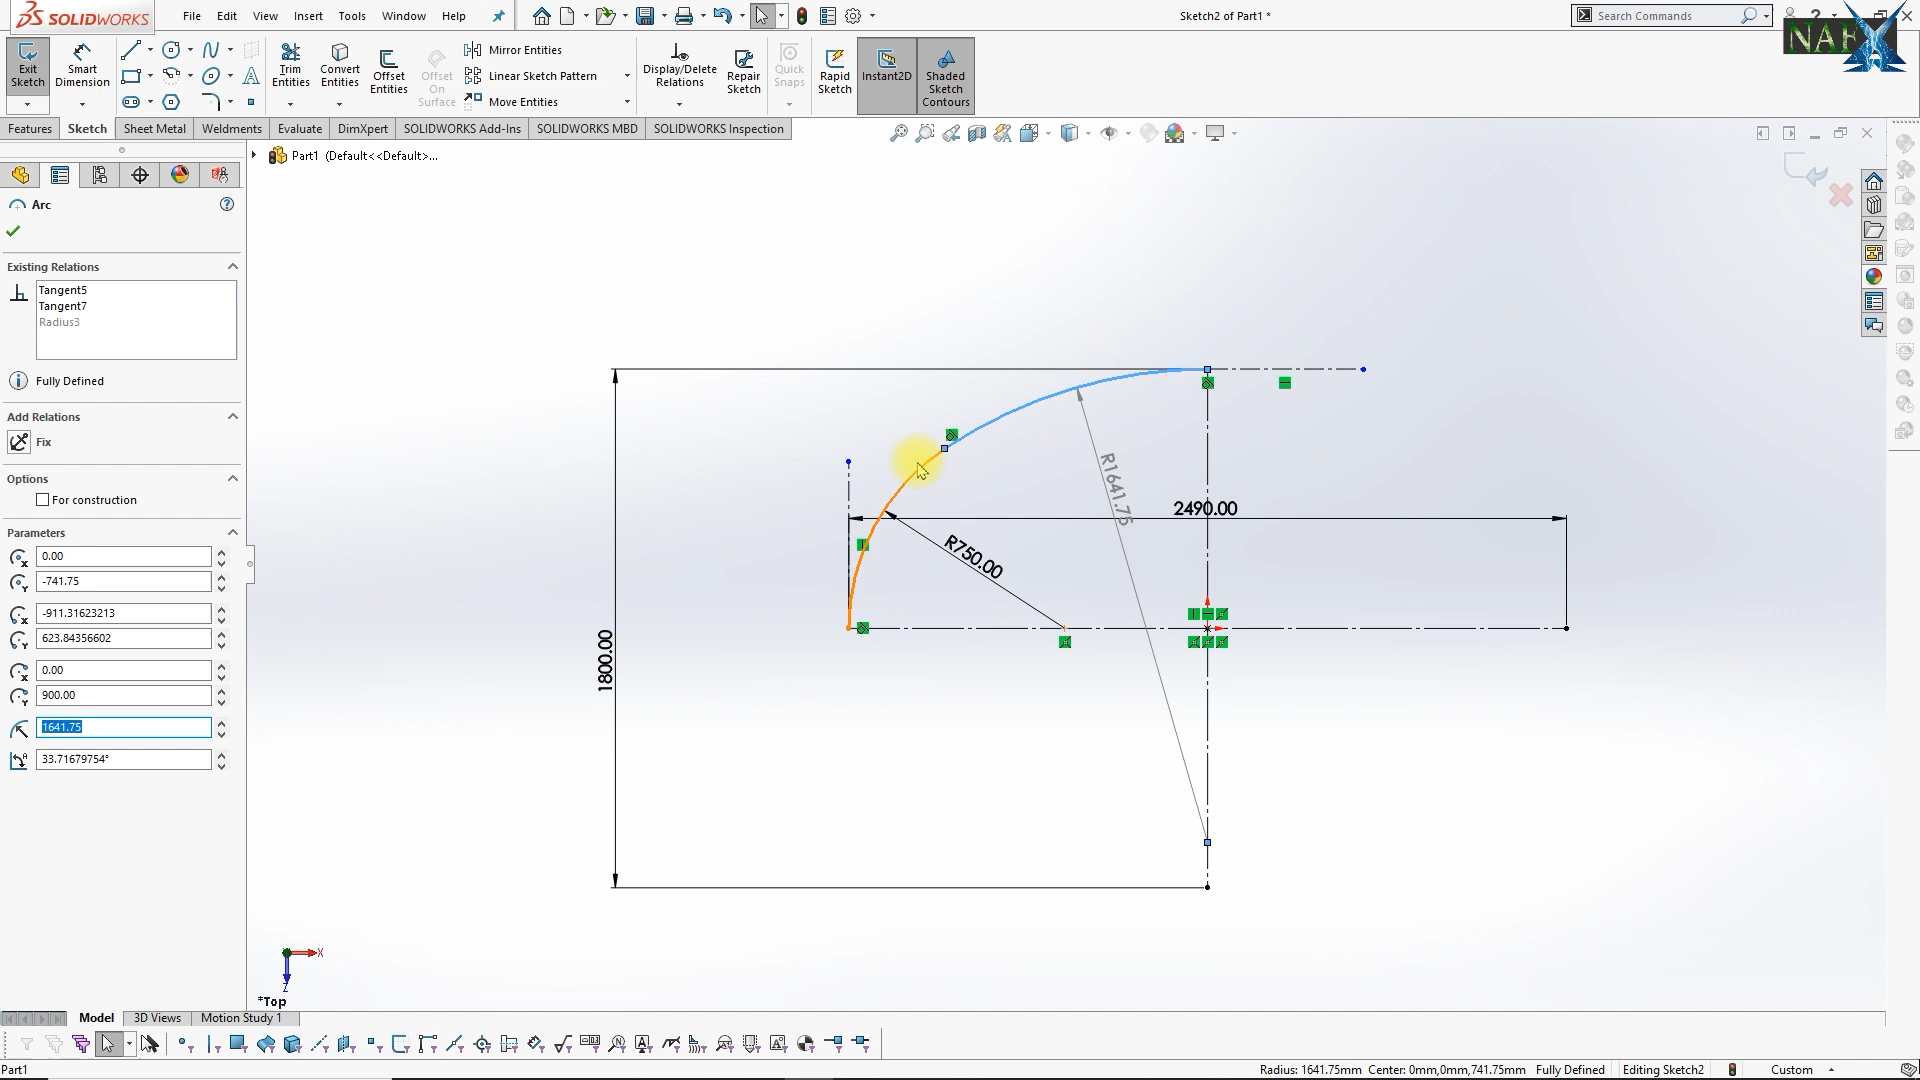 SOLIDWORKS
File Edit View Insert Tools Window Help
Sketch2 of Part1 *
Search Commands
NAFX
Exit Sketch
Smart Dimension
Trim Entities
Convert Entities
Offset Entities
Offset On Surface
Mirror Entities
Linear Sketch Pattern
Move Entities
Display/Delete Relations
Repair Sketch
Quick Snaps
Rapid Sketch
Instant2D
Shaded Sketch Contours
Features Sketch Sheet Metal Weldments Evaluate DimXpert SOLIDWORKS Add-Ins SOLIDWORKS MBD SOLIDWORKS Inspection
Part1 (Default<<Default>...
Arc
Existing Relations
Tangent5
Tangent7
Radius3
Fully Defined
Add Relations
Fix
Options
For construction
Parameters
0.00
-741.75
-911.31623213
623.84356602
0.00
900.00
1641.75
33.71679754°
R1641.75
2490.00
R750.00
1800.00
X
Z
*Top
Model 3D Views Motion Study 1
Part1
Radius: 1641.75mm Center: 0mm,0mm,741.75mm Fully Defined Editing Sketch2 Custom